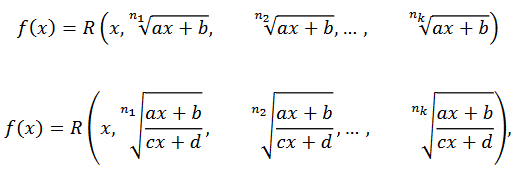 f(x) = R(x, ⁿ¹√(ax + b), ⁿ²√(ax + b), … , ⁿᵏ√(ax + b))
f(x) = R(x, ⁿ¹√((ax + b)/(cx + d)), ⁿ²√((ax + b)/(cx + d)), … , ⁿᵏ√((ax + b)/(cx + d))),